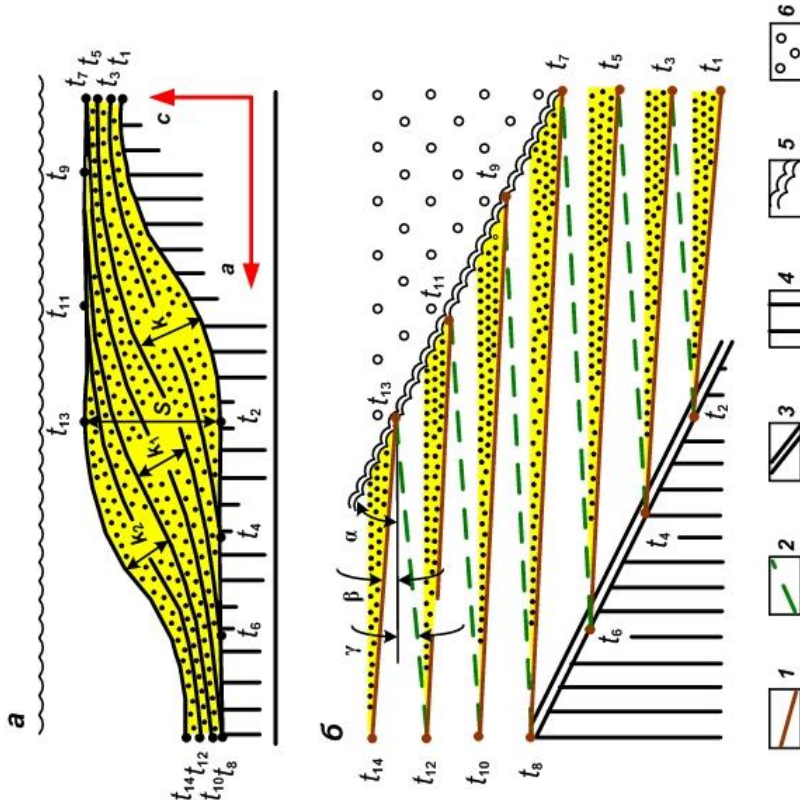 а
t₁₃ t₁₁ t₉ t₇ t₅
t₃ t₁
c
a
K₂ K₁ S K
t₁₄ t₁₂
t₁₀ t₈
t₆ t₄ t₂
б
t₁₄ t₁₃ t₁₁ t₉ t₇
α
β
γ
t₁₂ t₅
t₁₀ t₃
t₈ t₆ t₄ t₂ t₁
1 2 3 4 5 6